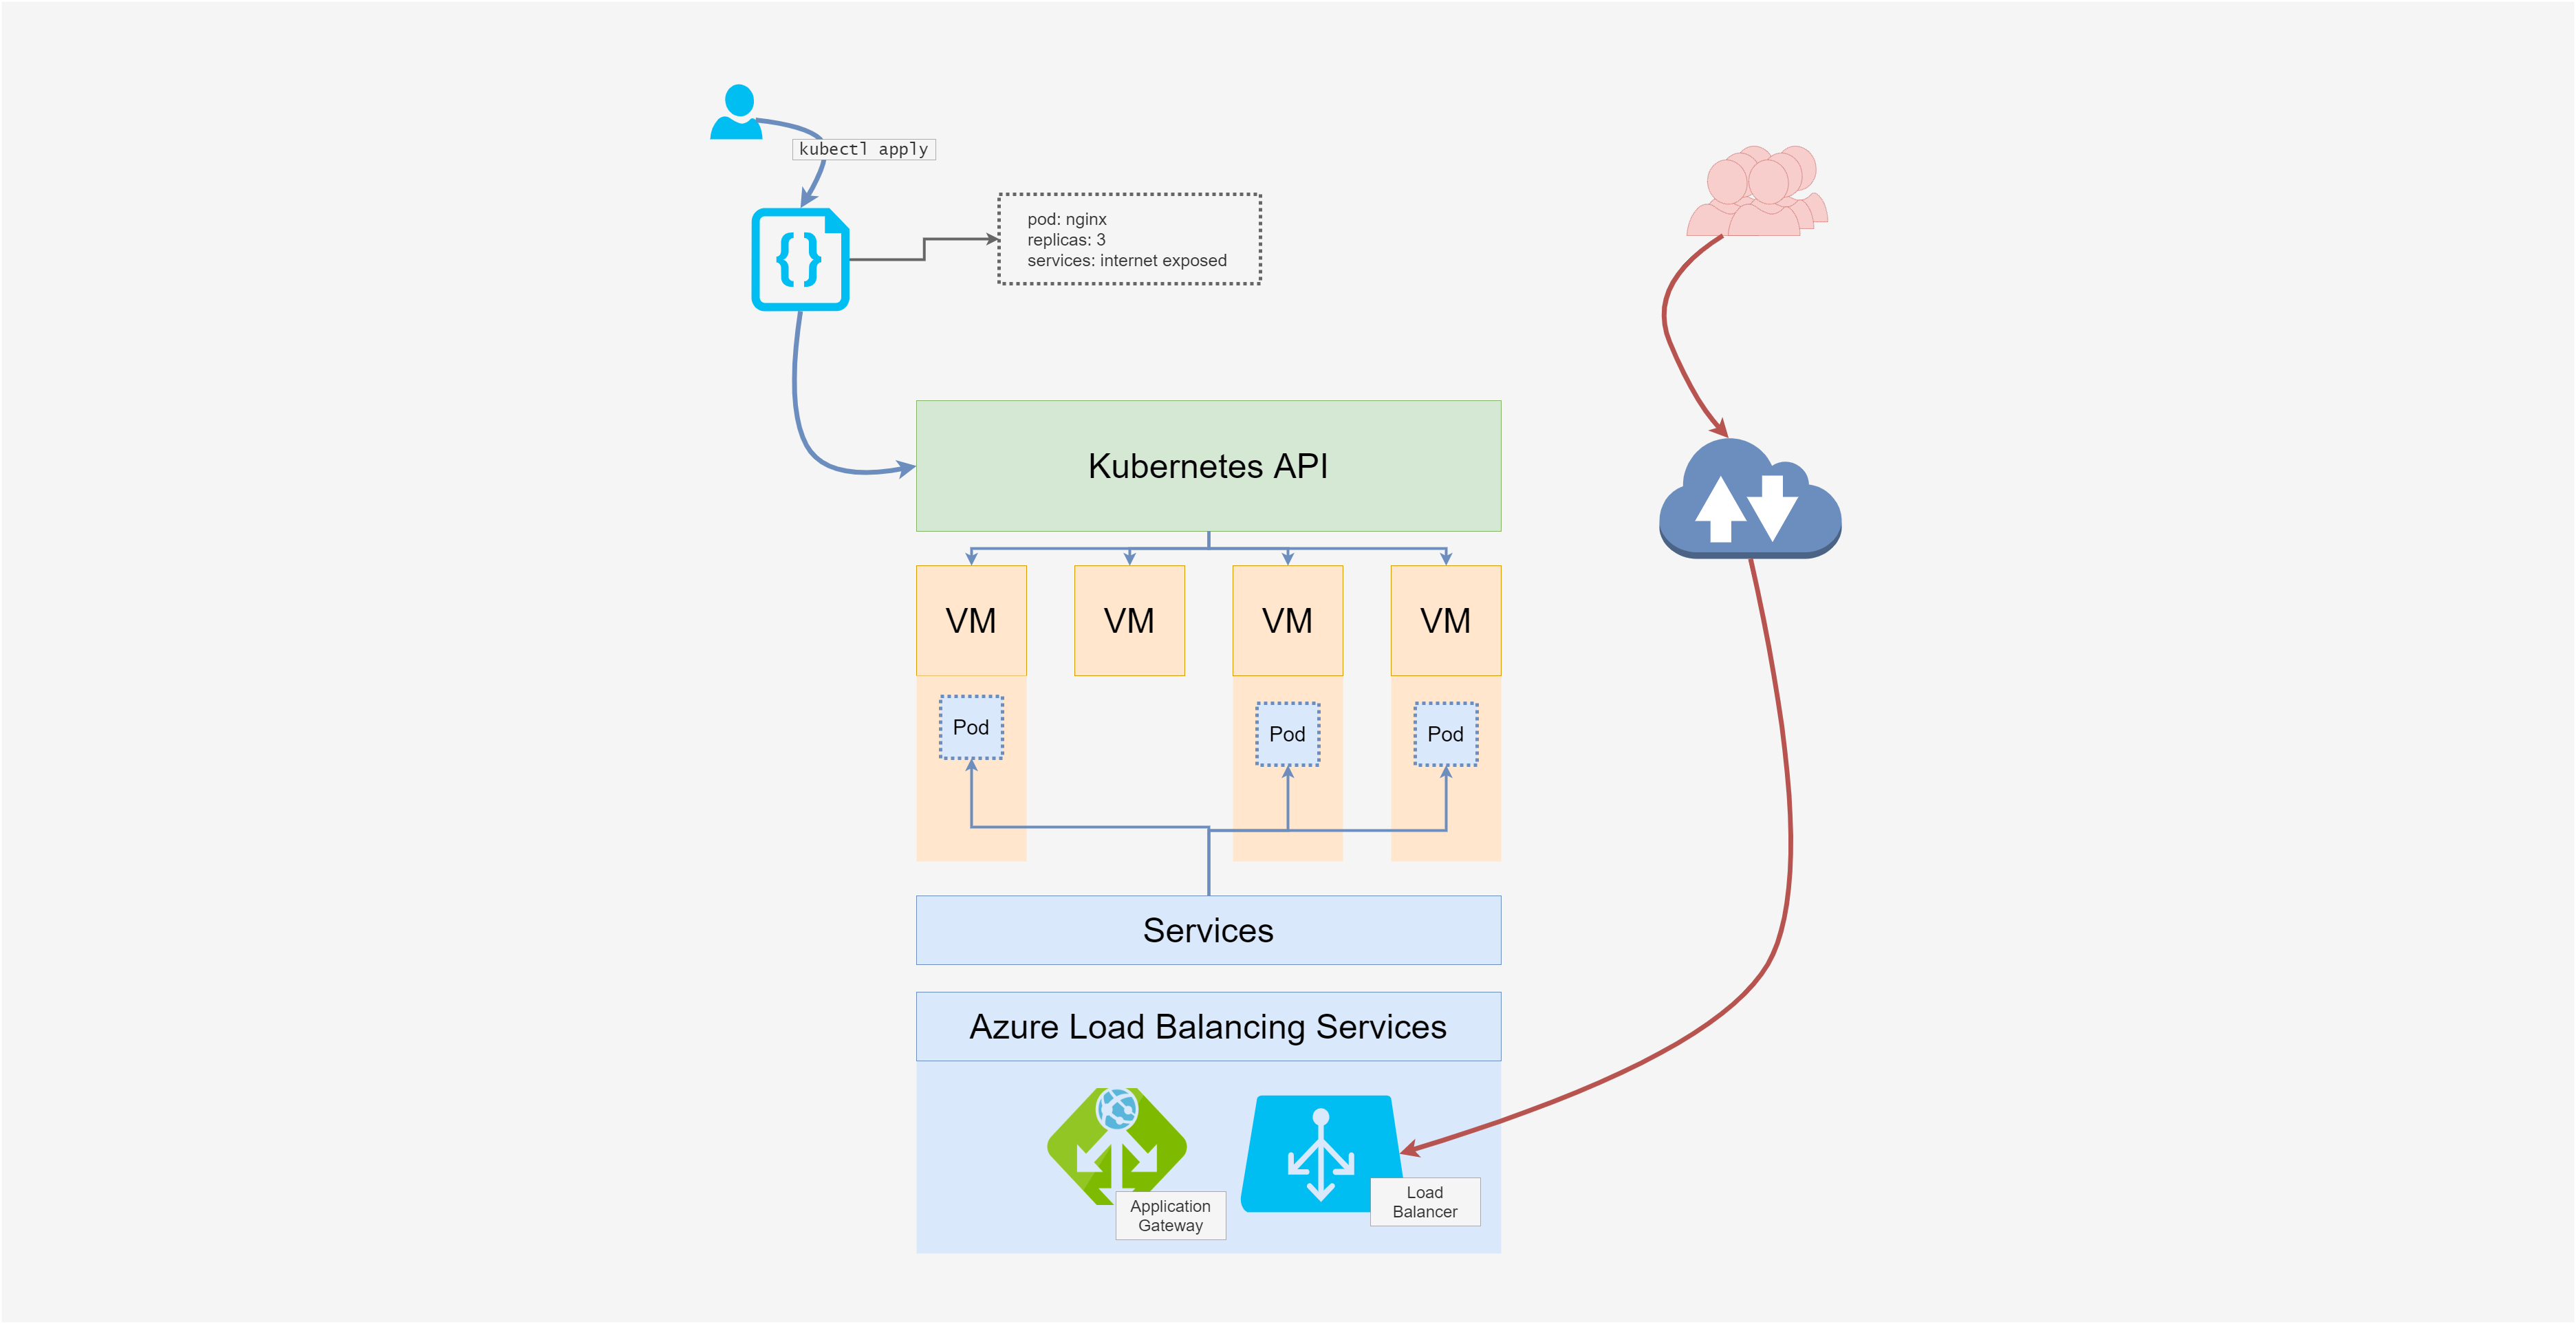 kubectl apply
pod: nginx
replicas: 3
services: internet exposed
Kubernetes API
VM
VM
VM
VM
Pod
Pod
Pod
Services
Azure Load Balancing Services
Application
Gateway
Load
Balancer